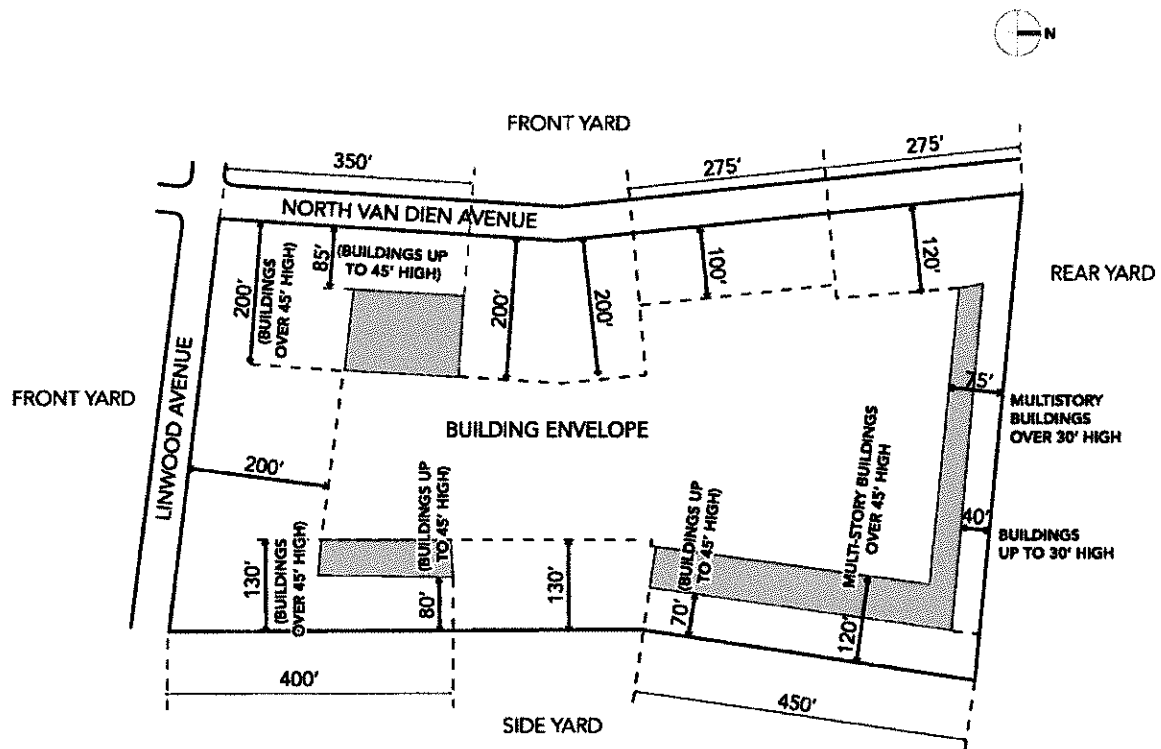 N
FRONT YARD
350'
275'
275'
NORTH VAN DIEN AVENUE
200'
(BUILDINGS
OVER 45' HIGH)
85'
(BUILDINGS UP
TO 45' HIGH)
200'
200'
100'
120'
REAR YARD
LINWOOD AVENUE
FRONT YARD
BUILDING ENVELOPE
75'
MULTISTORY
BUILDINGS
OVER 30' HIGH
200'
40'
BUILDINGS
UP TO 30' HIGH
130'
(BUILDINGS
OVER 45' HIGH)
80'
(BUILDINGS UP
TO 45' HIGH)
130'
70'
(BUILDINGS UP
TO 45' HIGH)
120'
MULTI-STORY BUILDINGS
OVER 45' HIGH
400'
450'
SIDE YARD